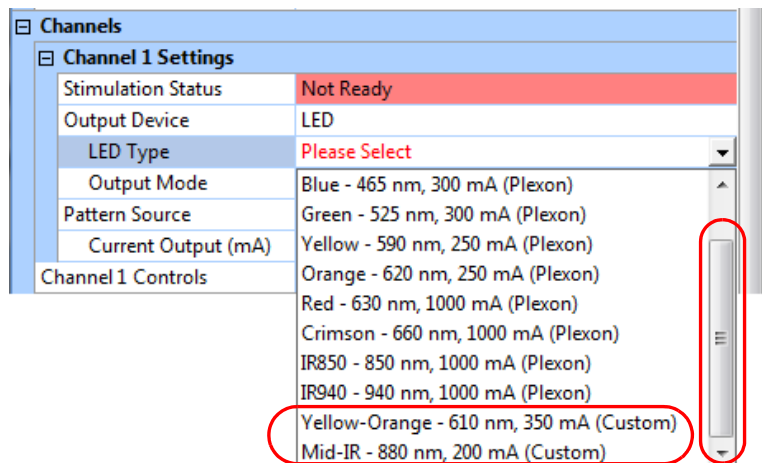 Channels
Channel 1 Settings
Stimulation Status Not Ready
Output Device LED
LED Type Please Select
Output Mode Blue - 465 nm, 300 mA (Plexon)
Pattern Source Green - 525 nm, 300 mA (Plexon)
Current Output (mA) Yellow - 590 nm, 250 mA (Plexon)
Channel 1 Controls Orange - 620 nm, 250 mA (Plexon)
Red - 630 nm, 1000 mA (Plexon)
Crimson - 660 nm, 1000 mA (Plexon)
IR850 - 850 nm, 1000 mA (Plexon)
IR940 - 940 nm, 1000 mA (Plexon)
Yellow-Orange - 610 nm, 350 mA (Custom)
Mid-IR - 880 nm, 200 mA (Custom)